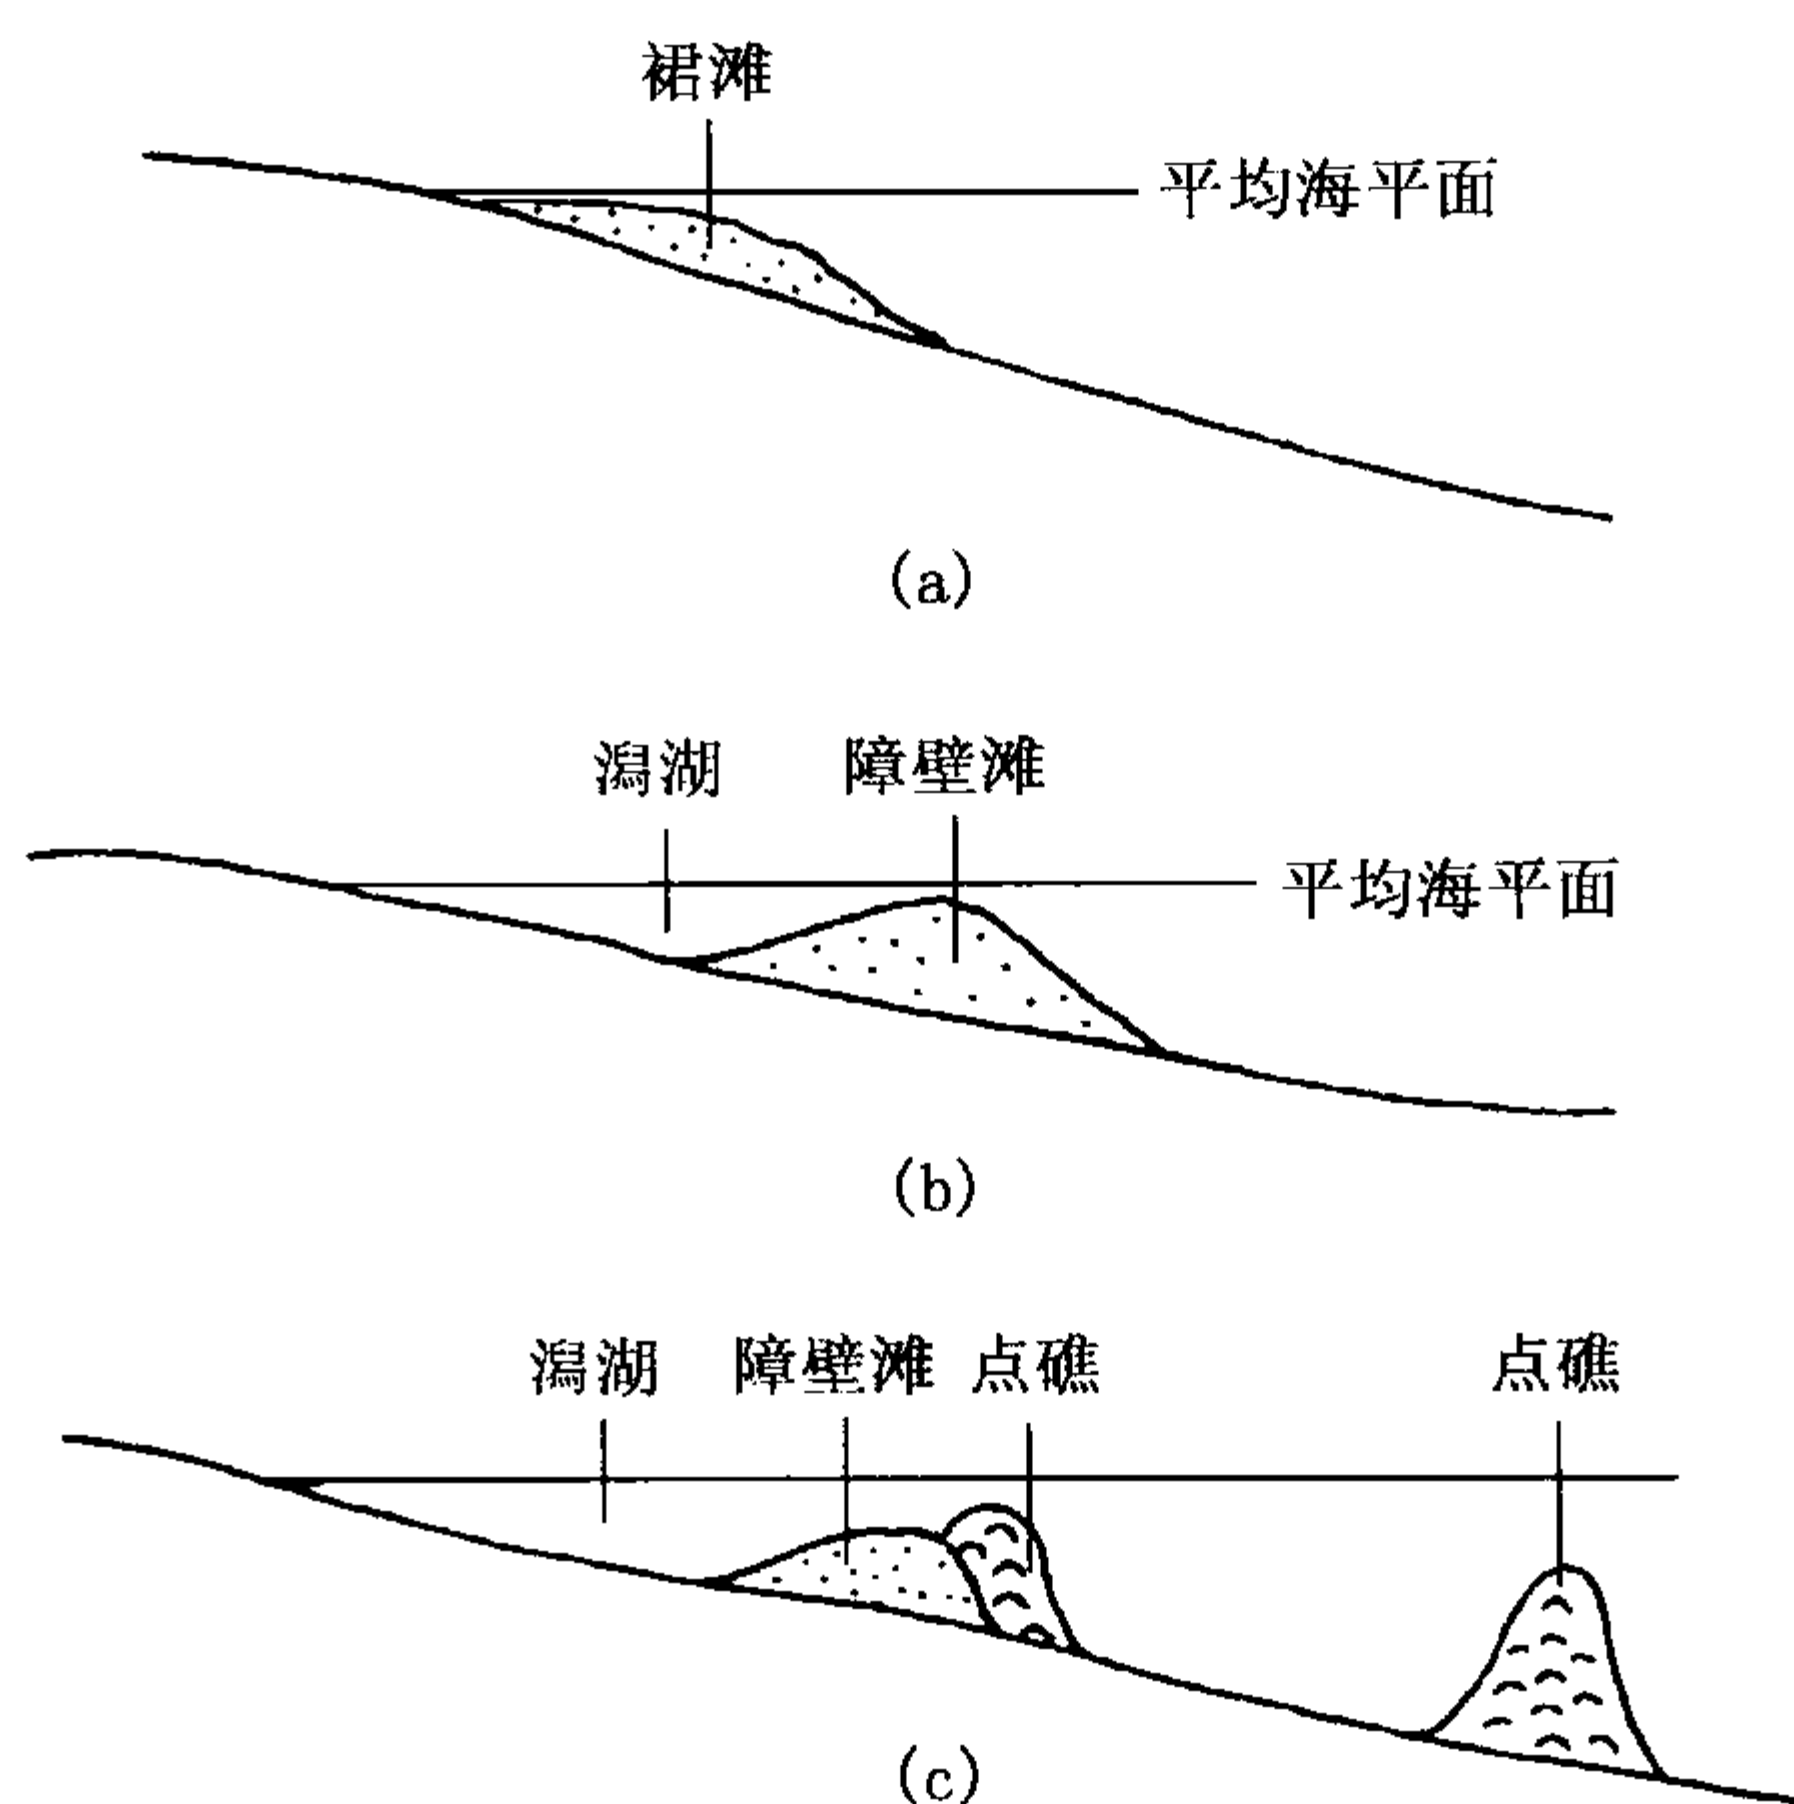 裙滩
平均海平面
(a)
潟湖 障壁滩
平均海平面
(b)
潟湖 障壁滩 点礁 点礁
(c)